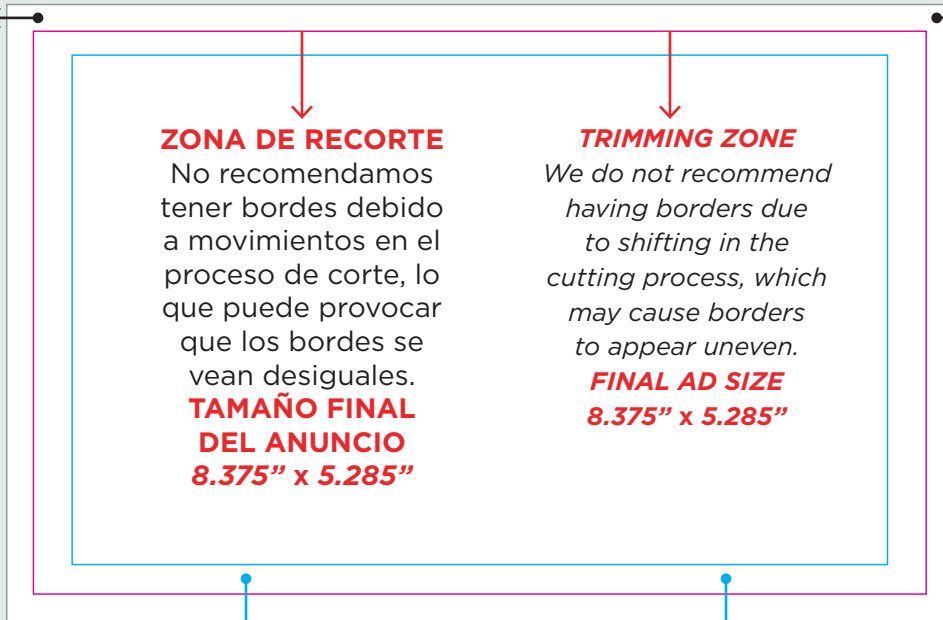 ZONA DE RECORTE
No recomendamos
tener bordes debido
a movimientos en el
proceso de corte, lo
que puede provocar
que los bordes se
vean desiguales.
TAMAÑO FINAL
DEL ANUNCIO
8.375” x 5.285”
TRIMMING ZONE
We do not recommend
having borders due
to shifting in the
cutting process, which
may cause borders
to appear uneven.
FINAL AD SIZE
8.375” x 5.285”